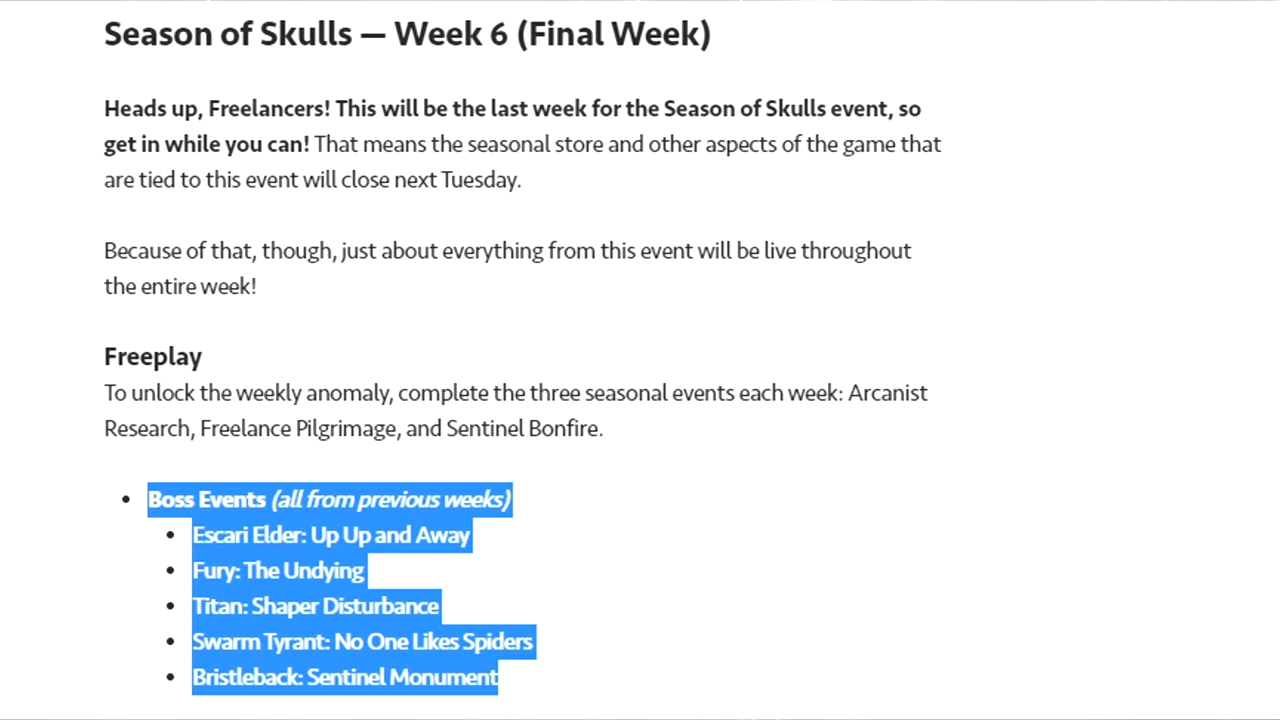 Season of Skulls — Week 6 (Final Week)
Heads up, Freelancers! This will be the last week for the Season of Skulls event, so
get in while you can! That means the seasonal store and other aspects of the game that
are tied to this event will close next Tuesday.
Because of that, though, just about everything from this event will be live throughout
the entire week!
Freeplay
To unlock the weekly anomaly, complete the three seasonal events each week: Arcanist
Research, Freelance Pilgrimage, and Sentinel Bonfire.
• Boss Events (all from previous weeks)
• Escari Elder: Up Up and Away
• Fury: The Undying
• Titan: Shaper Disturbance
• Swarm Tyrant: No One Likes Spiders
• Bristleback: Sentinel Monument